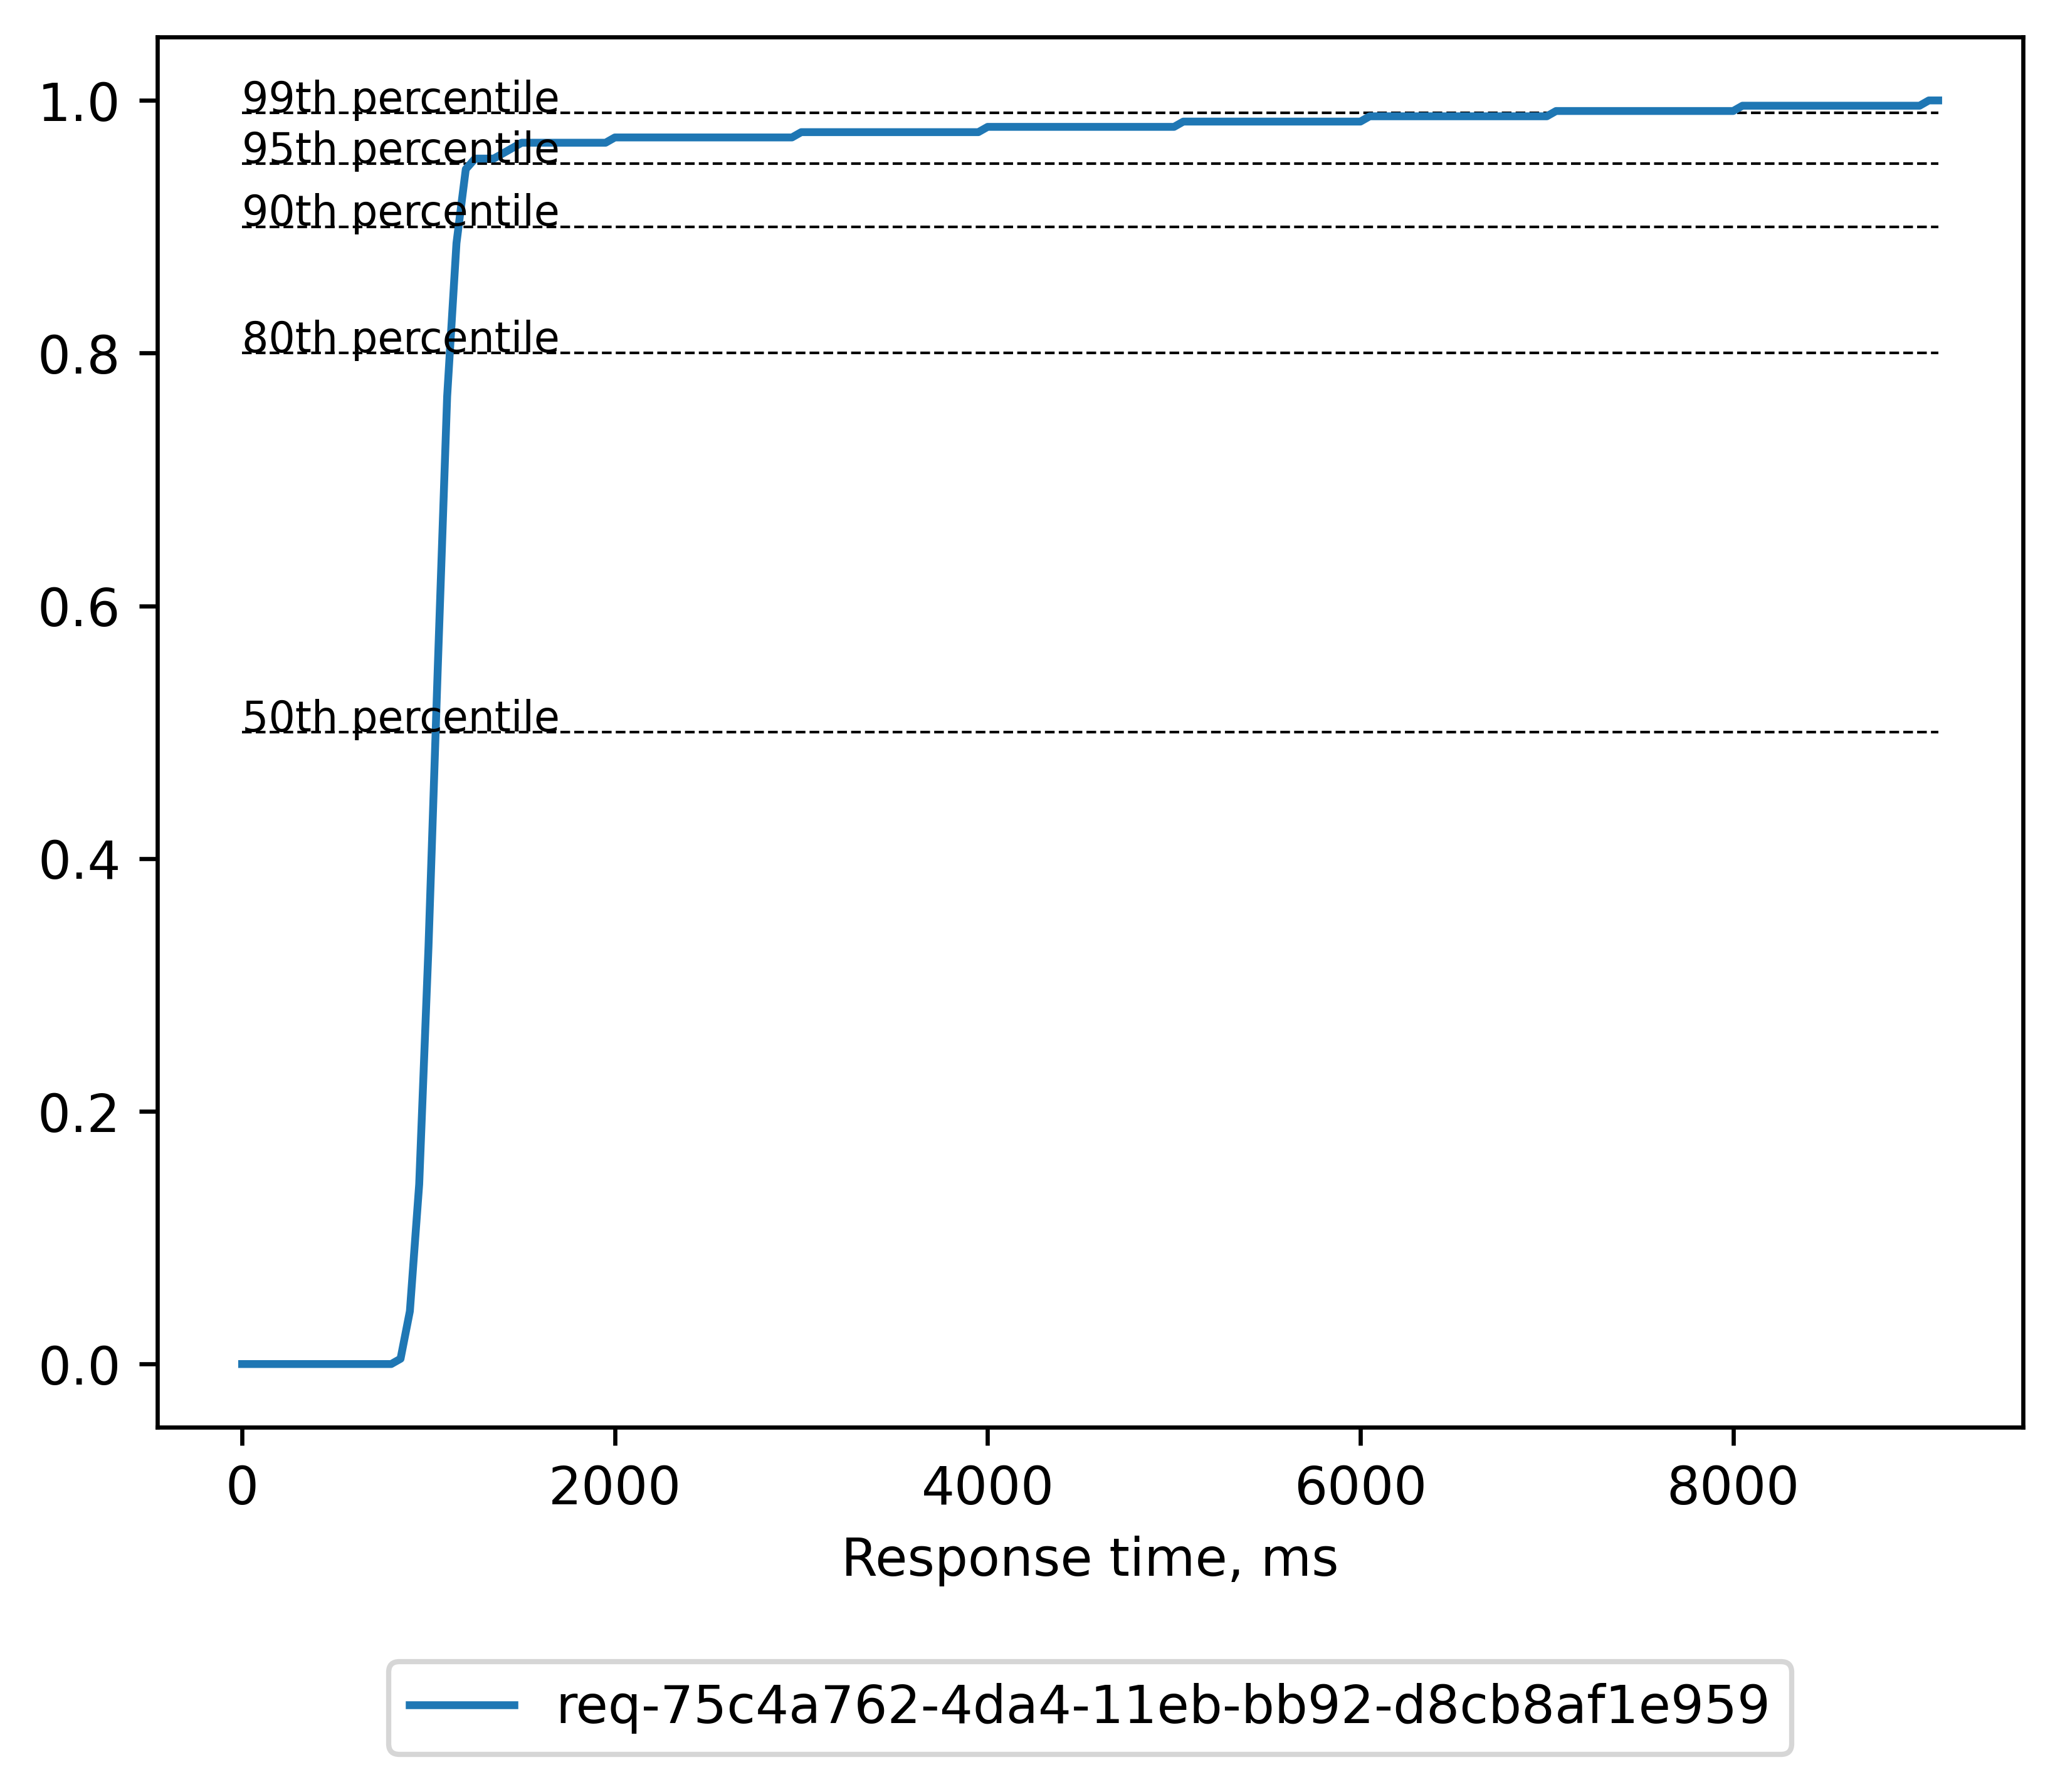 99th percentile
95th percentile
90th percentile
80th percentile
50th percentile
1.0
0.8
0.6
0.4
0.2
0.0
0 2000 4000 6000 8000
Response time, ms
req-75c4a762-4da4-11eb-bb92-d8cb8af1e959